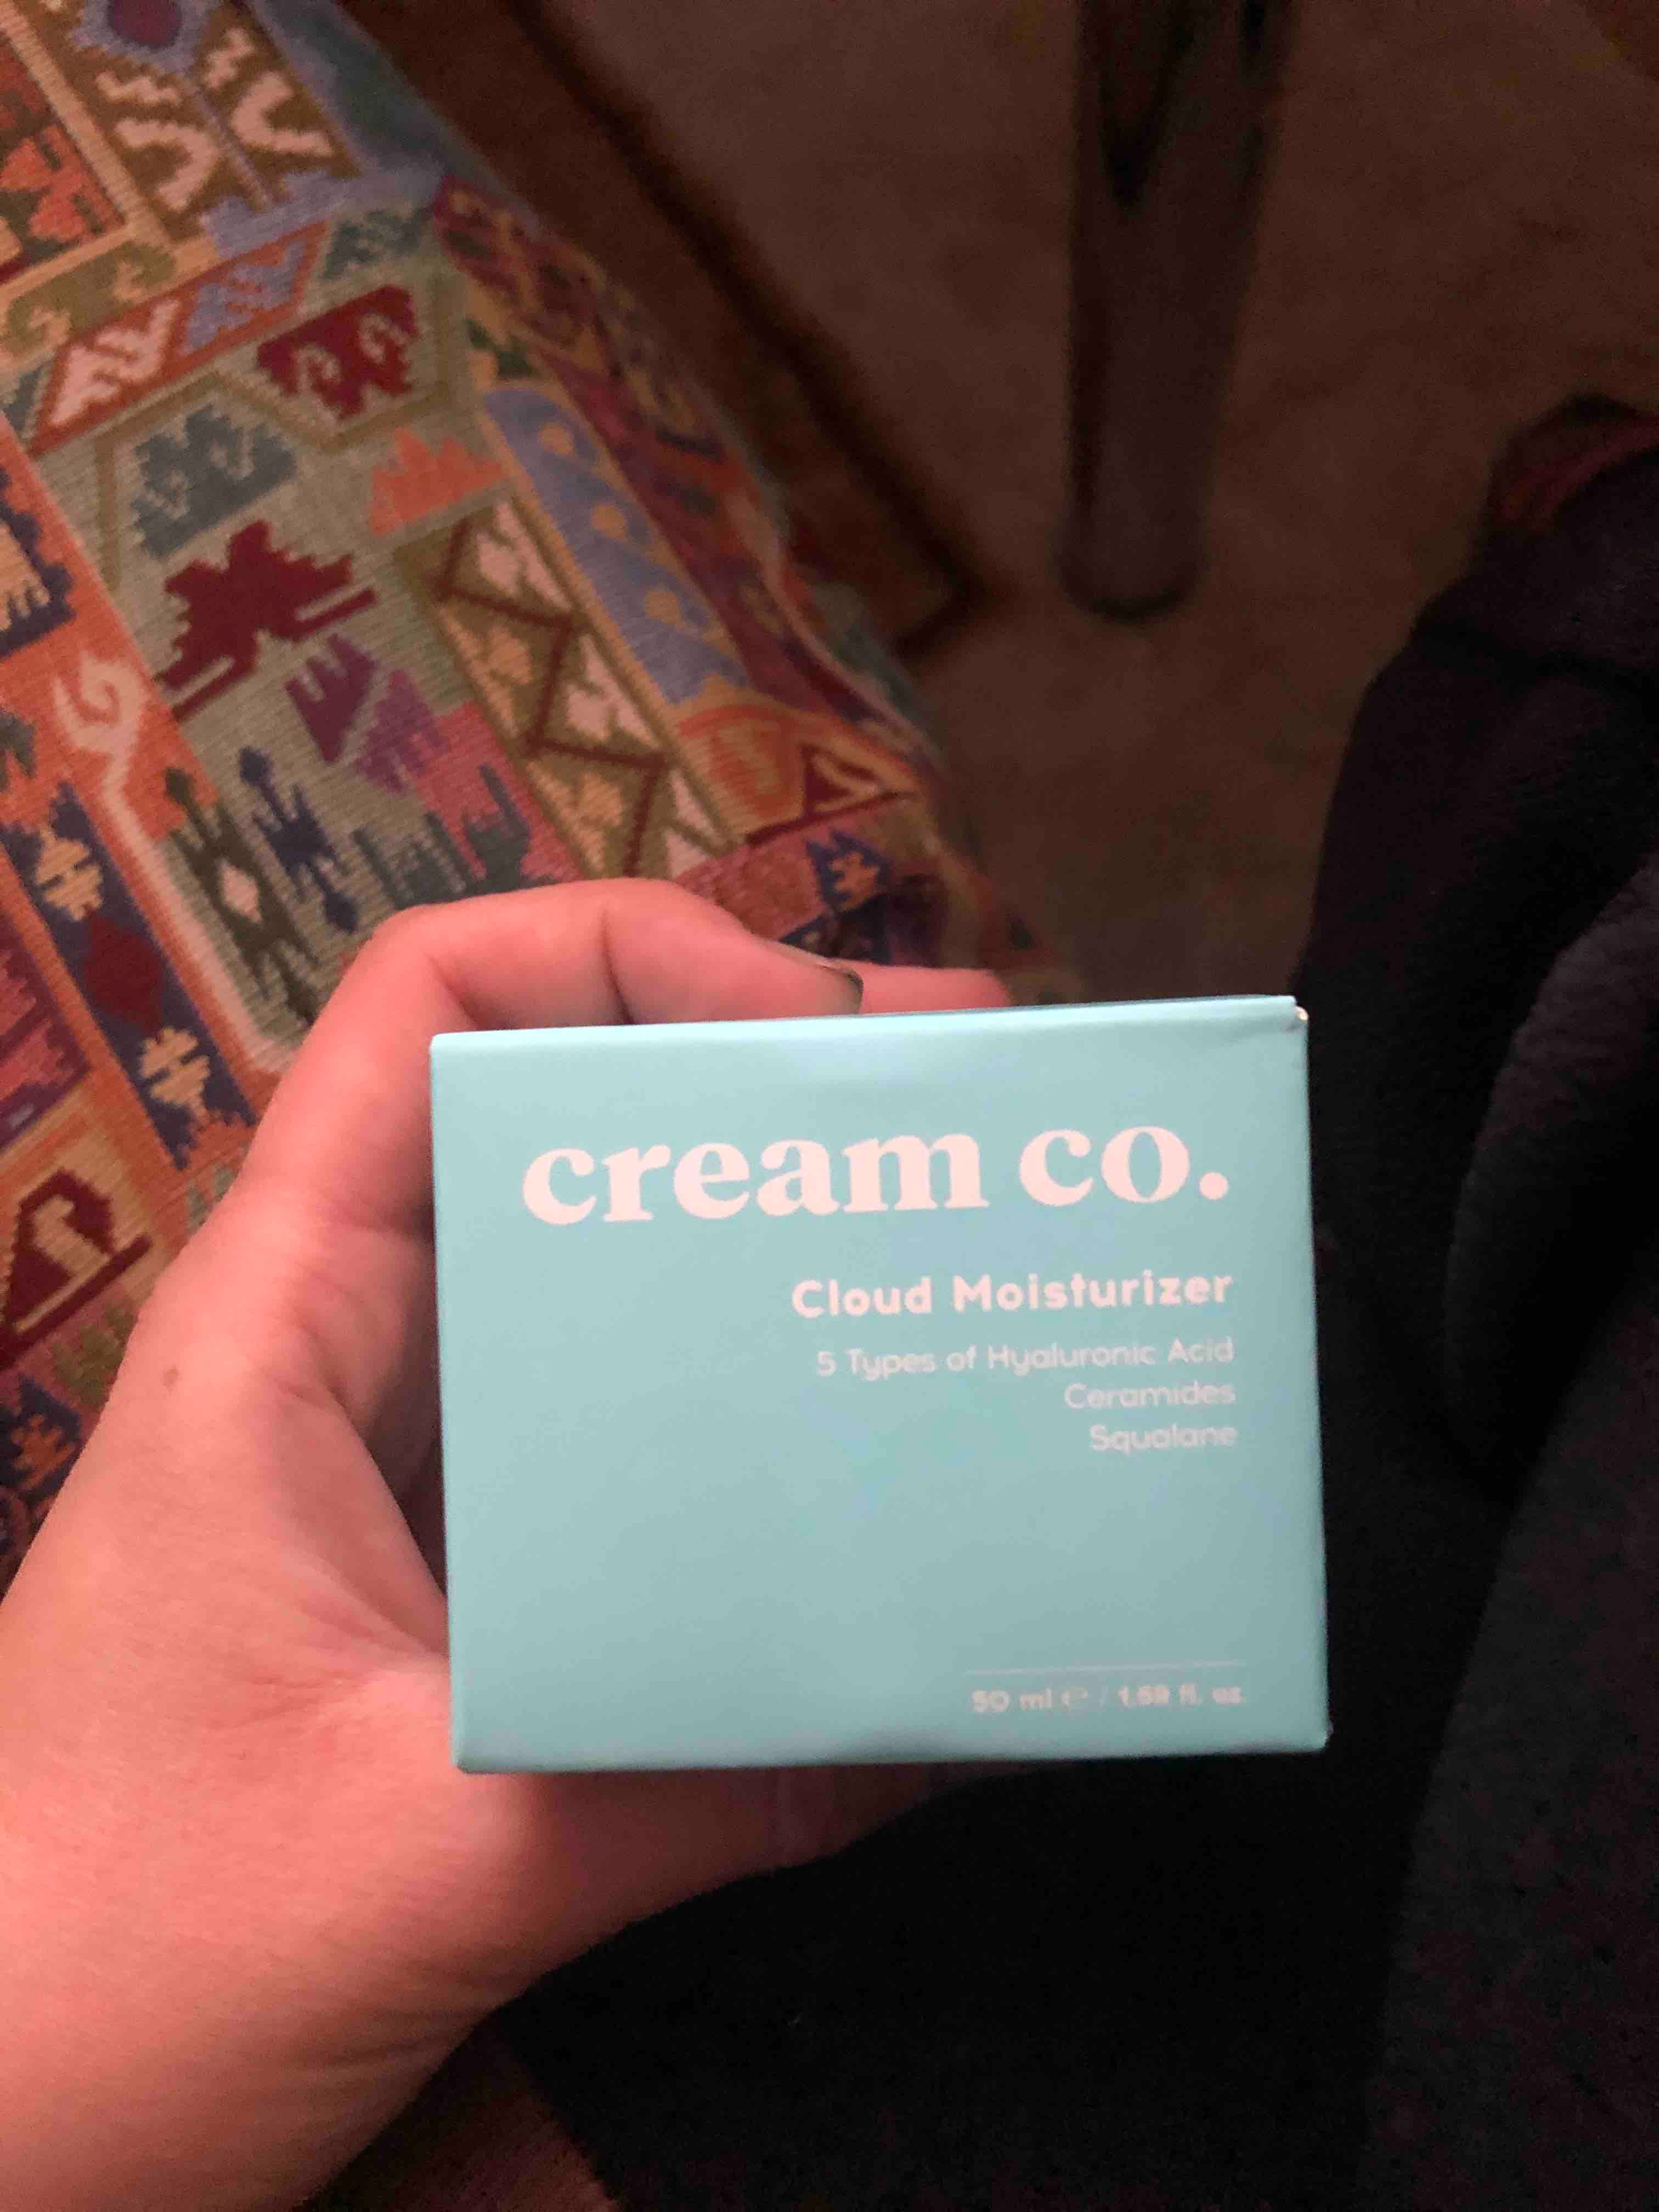 cream co.
Cloud Moisturizer
5 Types of Hyaluronic Acid
Ceramides
Squalane
50 ml ℮ / 1.69 fl. oz.